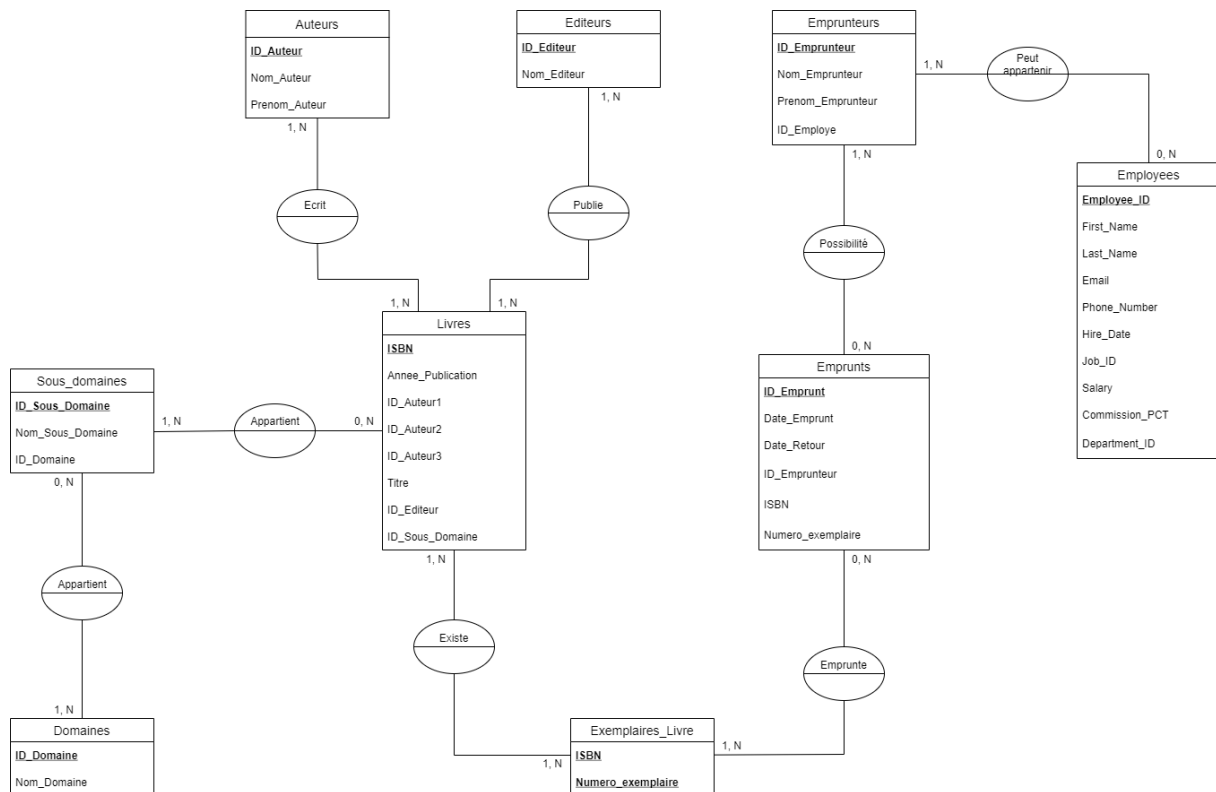 Auteurs
ID_Auteur
Nom_Auteur
Prenom_Auteur
1, N
Editeurs
ID_Editeur
Nom_Editeur
1, N
Emprunteurs
ID_Emprunteur
Nom_Emprunteur
Prenom_Emprunteur
ID_Employe
1, N
1, N
Peut
appartenir
0, N
Employees
Employee_ID
First_Name
Last_Name
Email
Phone_Number
Hire_Date
Job_ID
Salary
Commission_PCT
Department_ID
Ecrit
Publie
Possibilité
1, N
1, N
Livres
ISBN
Annee_Publication
ID_Auteur1
ID_Auteur2
ID_Auteur3
Titre
ID_Editeur
ID_Sous_Domaine
1, N
0, N
Emprunts
ID_Emprunt
Date_Emprunt
Date_Retour
ID_Emprunteur
ISBN
Numero_exemplaire
0, N
Sous_domaines
ID_Sous_Domaine
Nom_Sous_Domaine
ID_Domaine
1, N
Appartient
0, N
0, N
Appartient
1, N
Existe
Emprunte
Domaines
ID_Domaine
Nom_Domaine
1, N
Exemplaires_Livre
ISBN
Numero_exemplaire
1, N